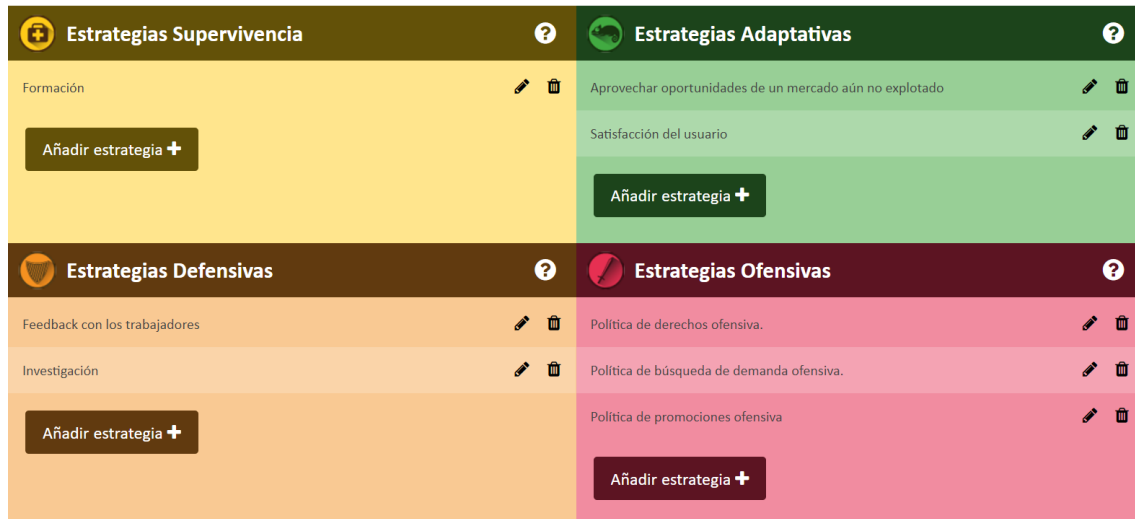 Estrategias Supervivencia
?
Formación
Añadir estrategia +
Estrategias Adaptativas
?
Aprovechar oportunidades de un mercado aún no explotado
Satisfacción del usuario
Añadir estrategia +
Estrategias Defensivas
?
Feedback con los trabajadores
Investigación
Añadir estrategia +
Estrategias Ofensivas
?
Política de derechos ofensiva.
Política de búsqueda de demanda ofensiva.
Política de promociones ofensiva
Añadir estrategia +